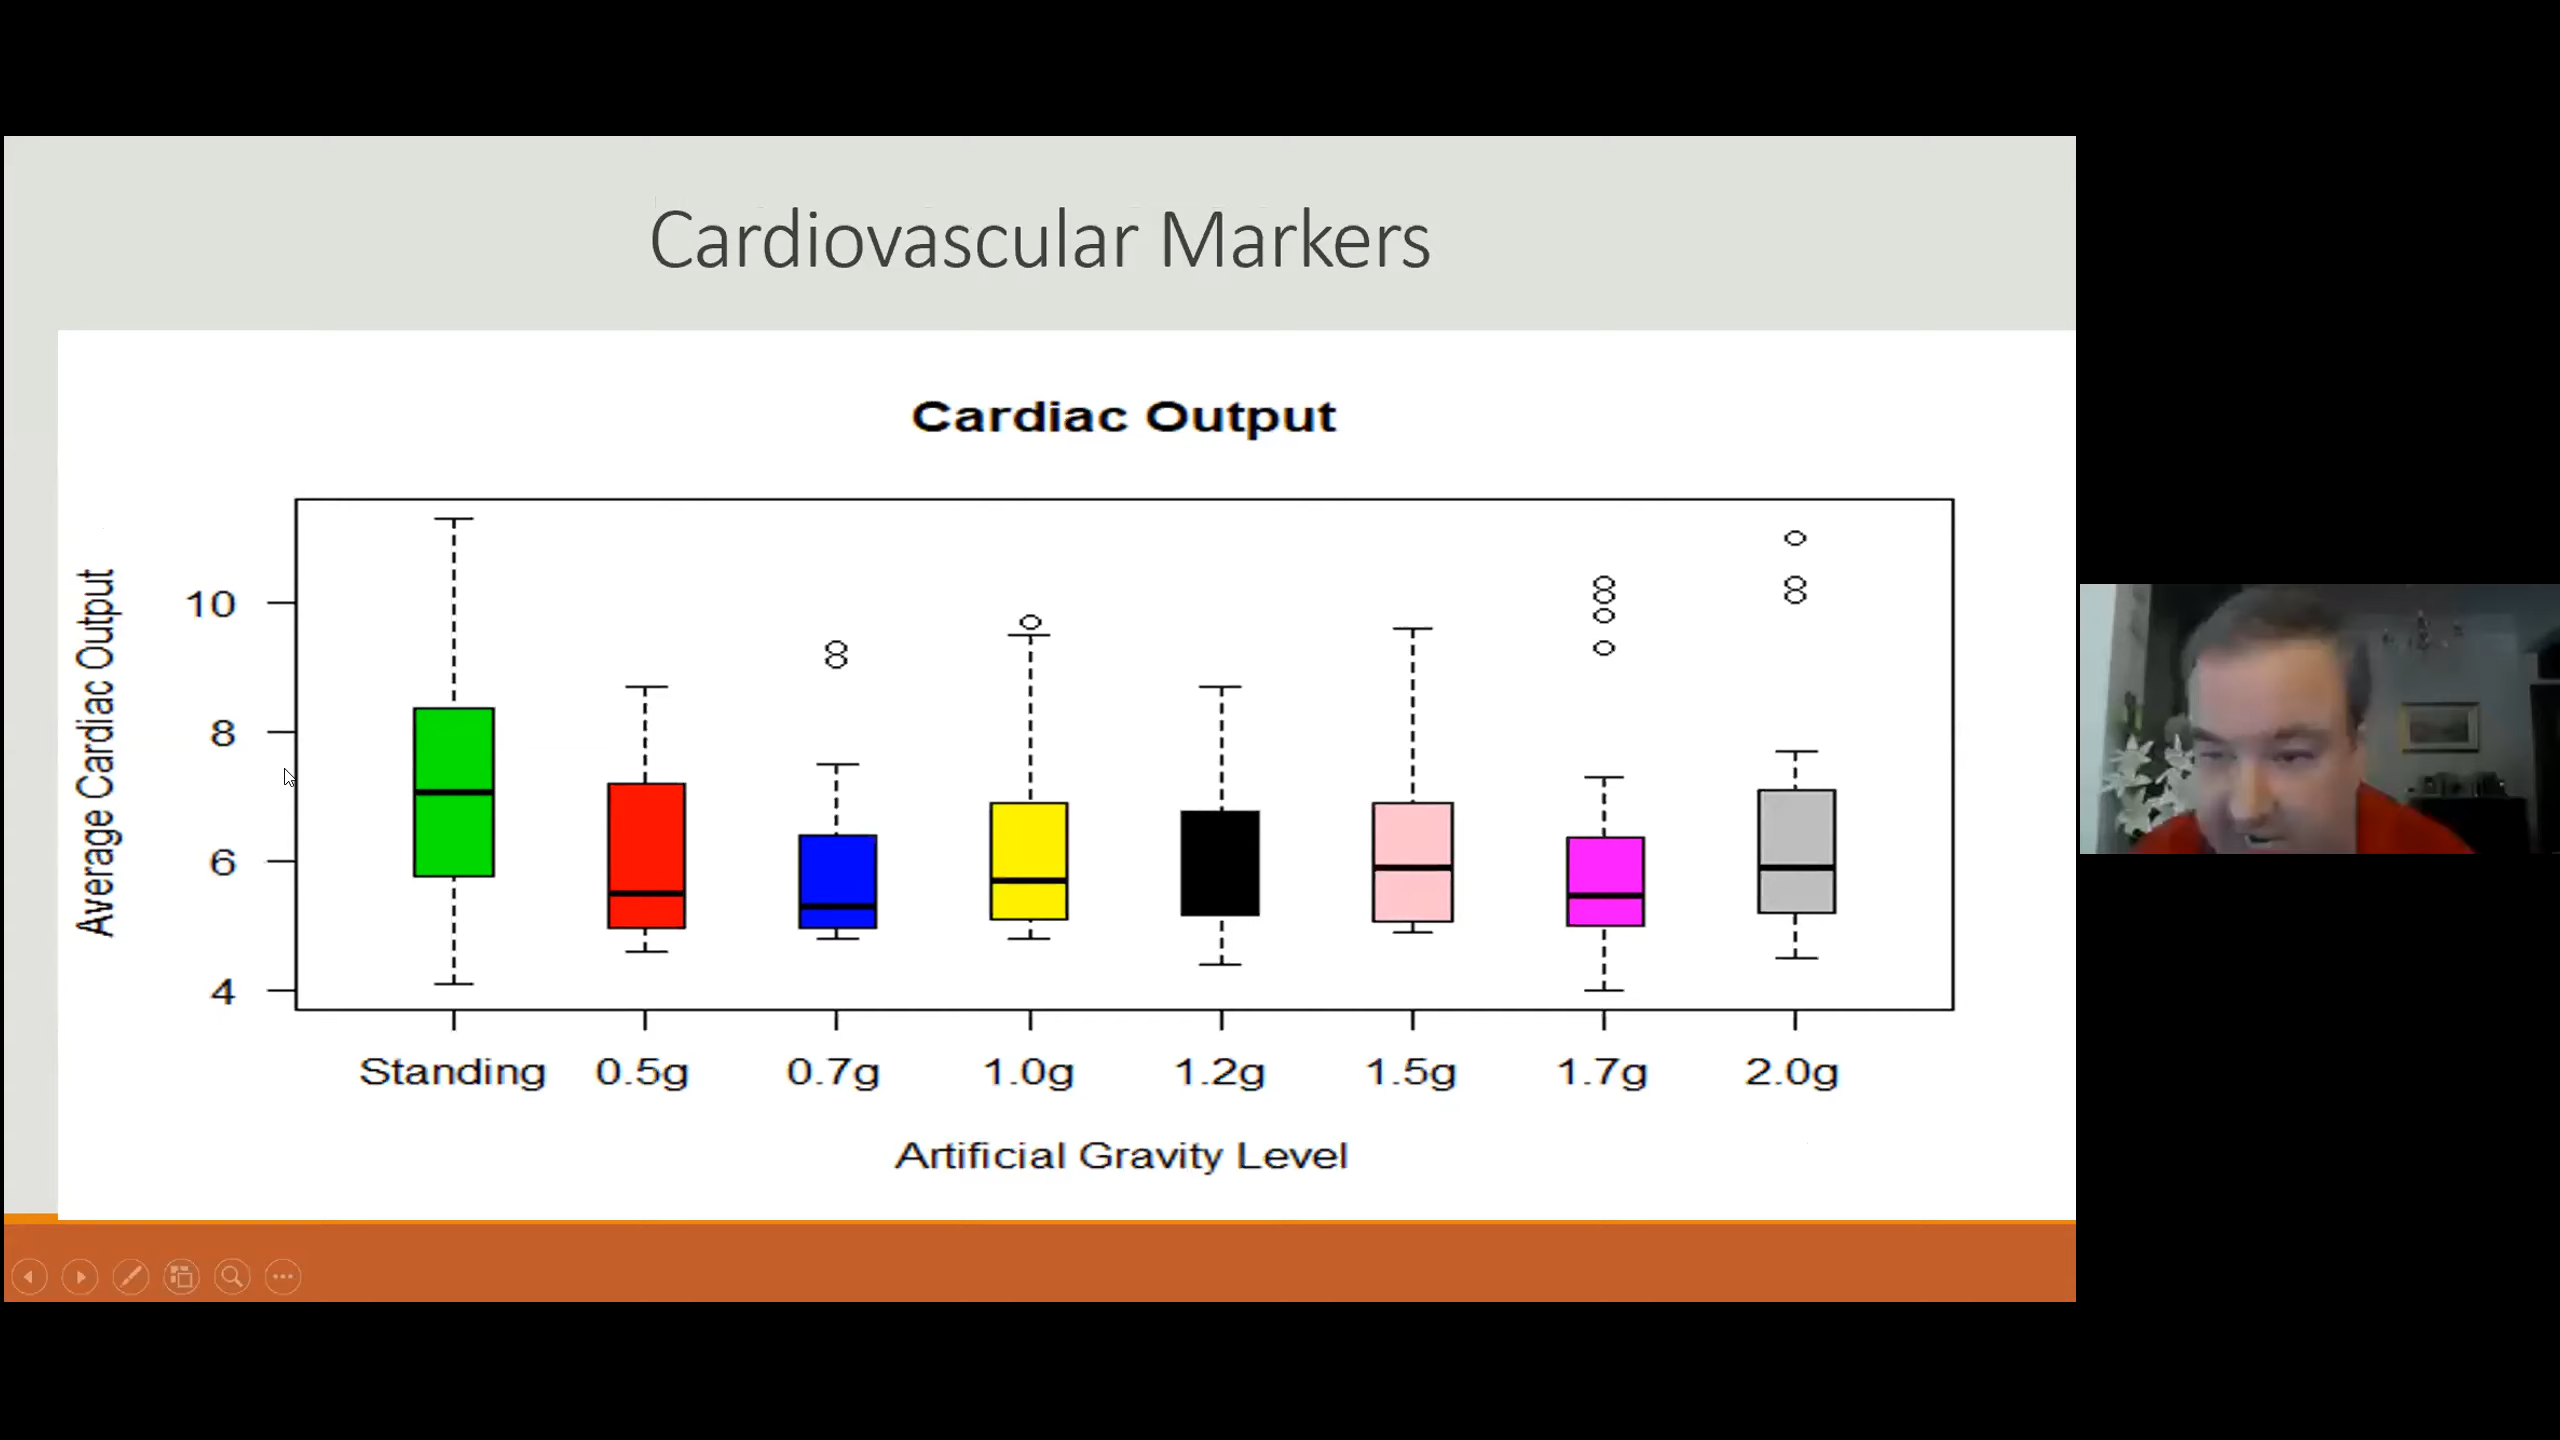 Cardiovascular Markers
Cardiac Output
Average Cardiac Output
10
8
6
4
Standing 0.5g 0.7g 1.0g 1.2g 1.5g 1.7g 2.0g
Artificial Gravity Level